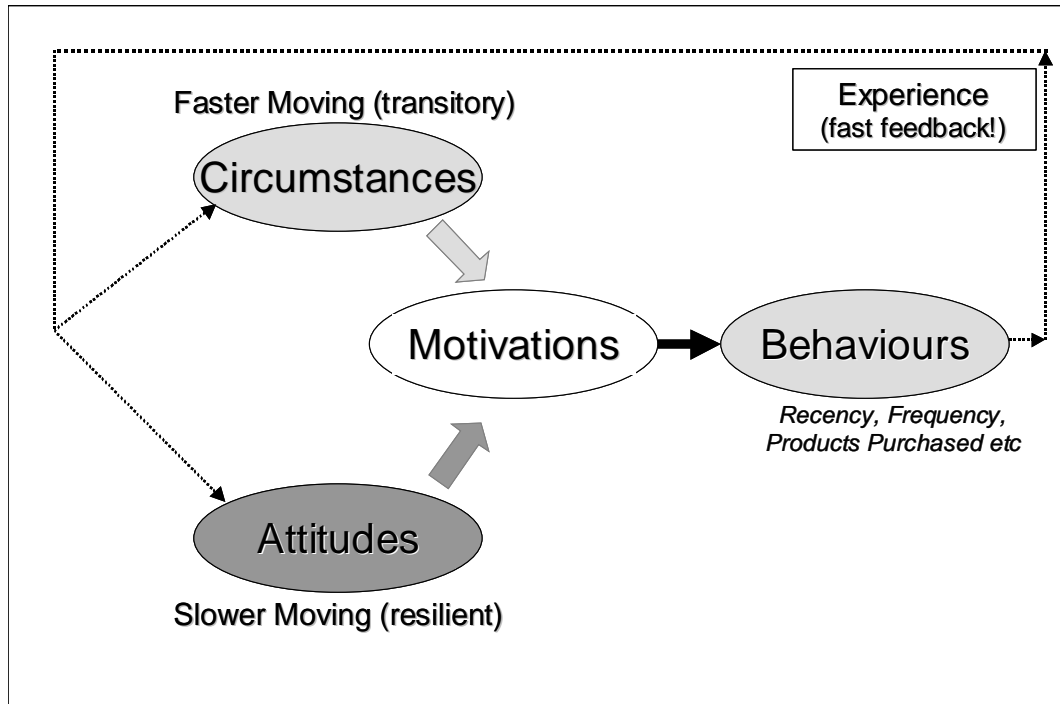 Experience
(fast feedback!)
Faster Moving (transitory)
Circumstances
Motivations
Behaviours
Recency, Frequency,
Products Purchased etc
Attitudes
Slower Moving (resilient)